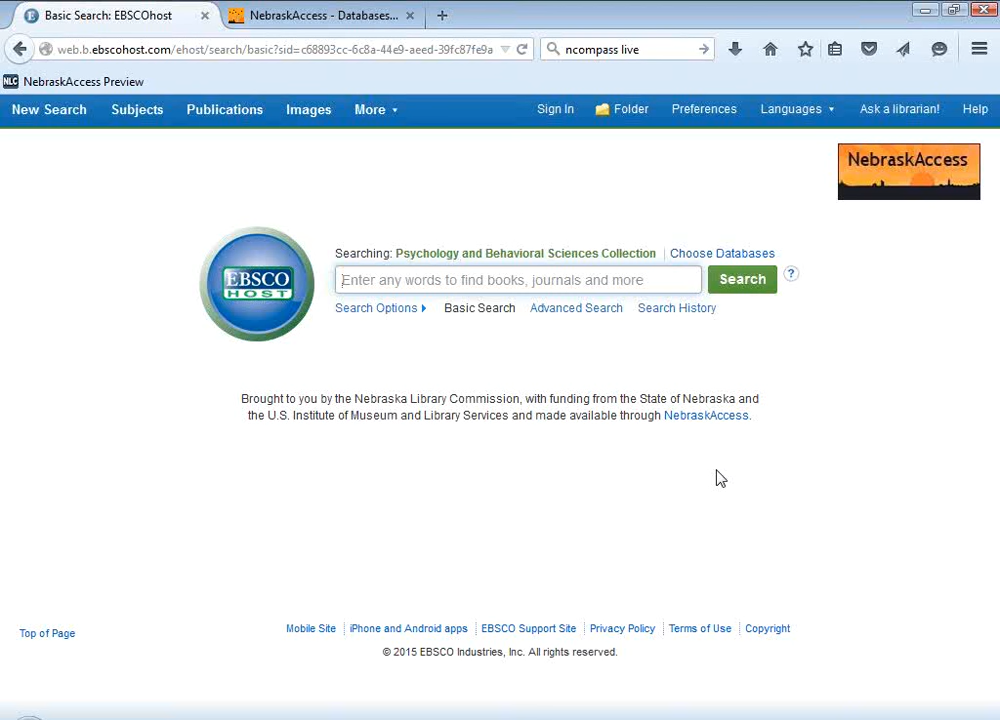 Basic Search: EBSCOhost × NebraskAccess - Databases... × +
web.b.ebscohost.com/ehost/search/basic?sid=c68893cc-6c8a-44e9-aeed-39fc87fe9a ncompass live
NLC NebraskAccess Preview
New Search Subjects Publications Images More Sign In Folder Preferences Languages Ask a librarian! Help
NebraskAccess
Searching: Psychology and Behavioral Sciences Collection Choose Databases
EBSCO
HOST
Enter any words to find books, journals and more Search ?
Search Options Basic Search Advanced Search Search History
Brought to you by the Nebraska Library Commission, with funding from the State of Nebraska and
the U.S. Institute of Museum and Library Services and made available through NebraskAccess.
Top of Page Mobile Site iPhone and Android apps EBSCO Support Site Privacy Policy Terms of Use Copyright
© 2015 EBSCO Industries, Inc. All rights reserved.